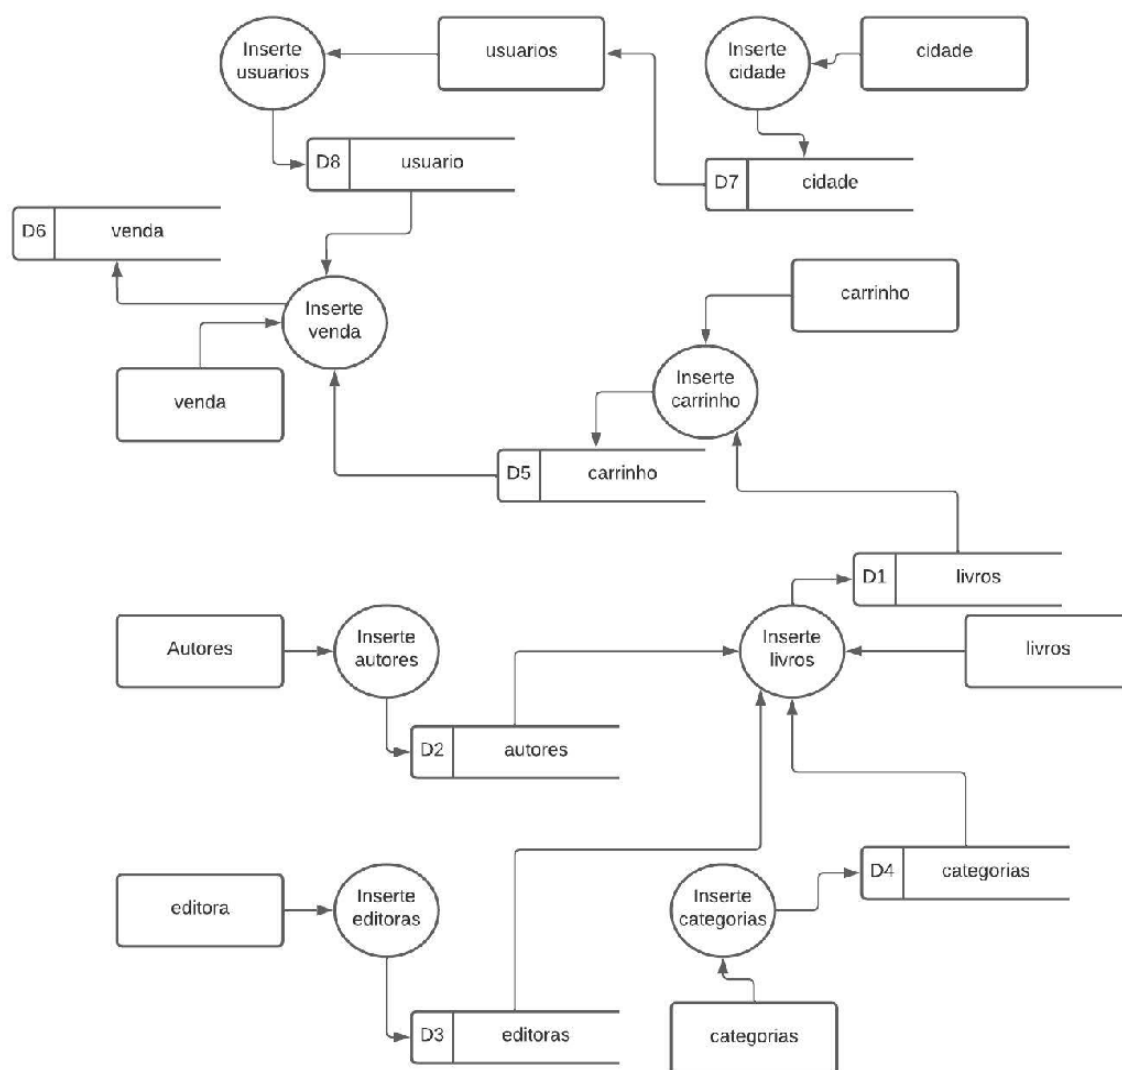 Inserte
usuarios
usuarios
Inserte
cidade
cidade
D8
usuario
D7
cidade
D6
venda
Inserte
venda
carrinho
venda
Inserte
carrinho
D5
carrinho
D1
livros
Autores
Inserte
autores
Inserte
livros
livros
D2
autores
editora
Inserte
editoras
Inserte
categorias
D4
categorias
D3
editoras
categorias